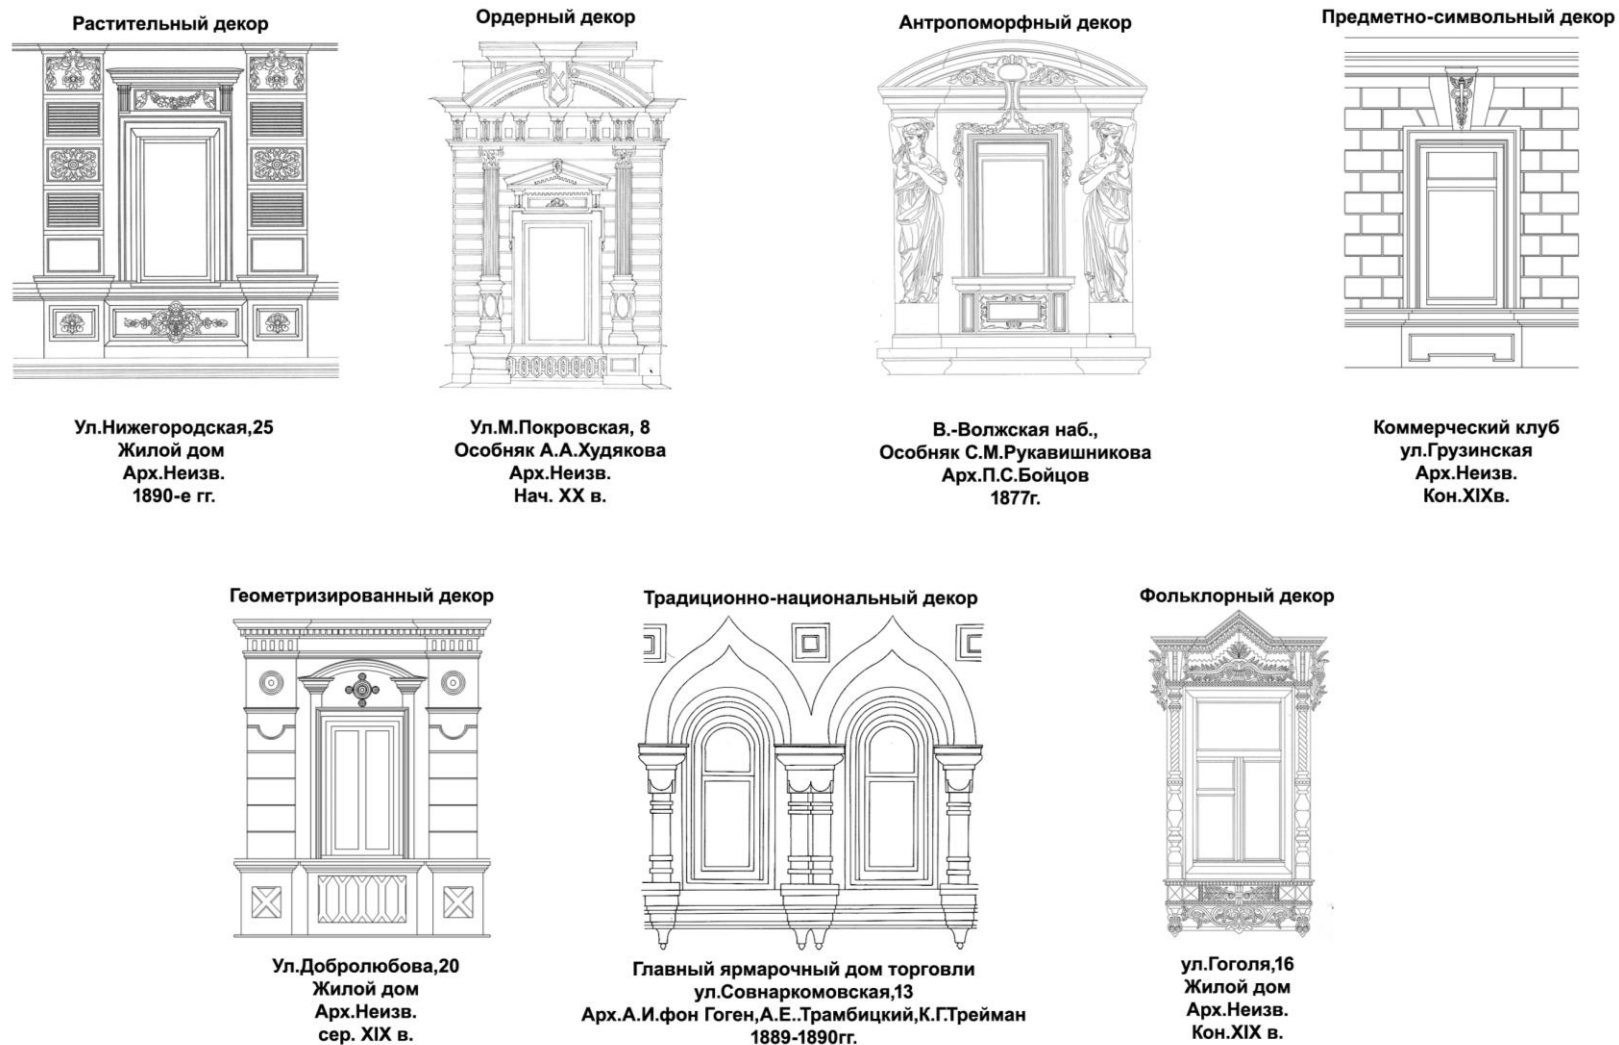 Растительный декор
Ул.Нижегородская,25
Жилой дом
Арх.Неизв.
1890-е гг.
Ордерный декор
Ул.М.Покровская, 8
Особняк А.А.Худякова
Арх.Неизв.
Нач. XX в.
Антропоморфный декор
В.-Волжская наб.,
Особняк С.М.Рукавишникова
Арх.П.С.Бойцов
1877г.
Предметно-символьный декор
Коммерческий клуб
ул.Грузинская
Арх.Неизв.
Кон.XIXв.
Геометризированный декор
Ул.Добролюбова,20
Жилой дом
Арх.Неизв.
сер. XIX в.
Традиционно-национальный декор
Главный ярмарочный дом торговли
ул.Совнаркомовская,13
Арх.А.И.фон Гоген,А.Е..Трамбицкий,К.Г.Трейман
1889-1890гг.
Фольклорный декор
ул.Гоголя,16
Жилой дом
Арх.Неизв.
Кон.XIX в.